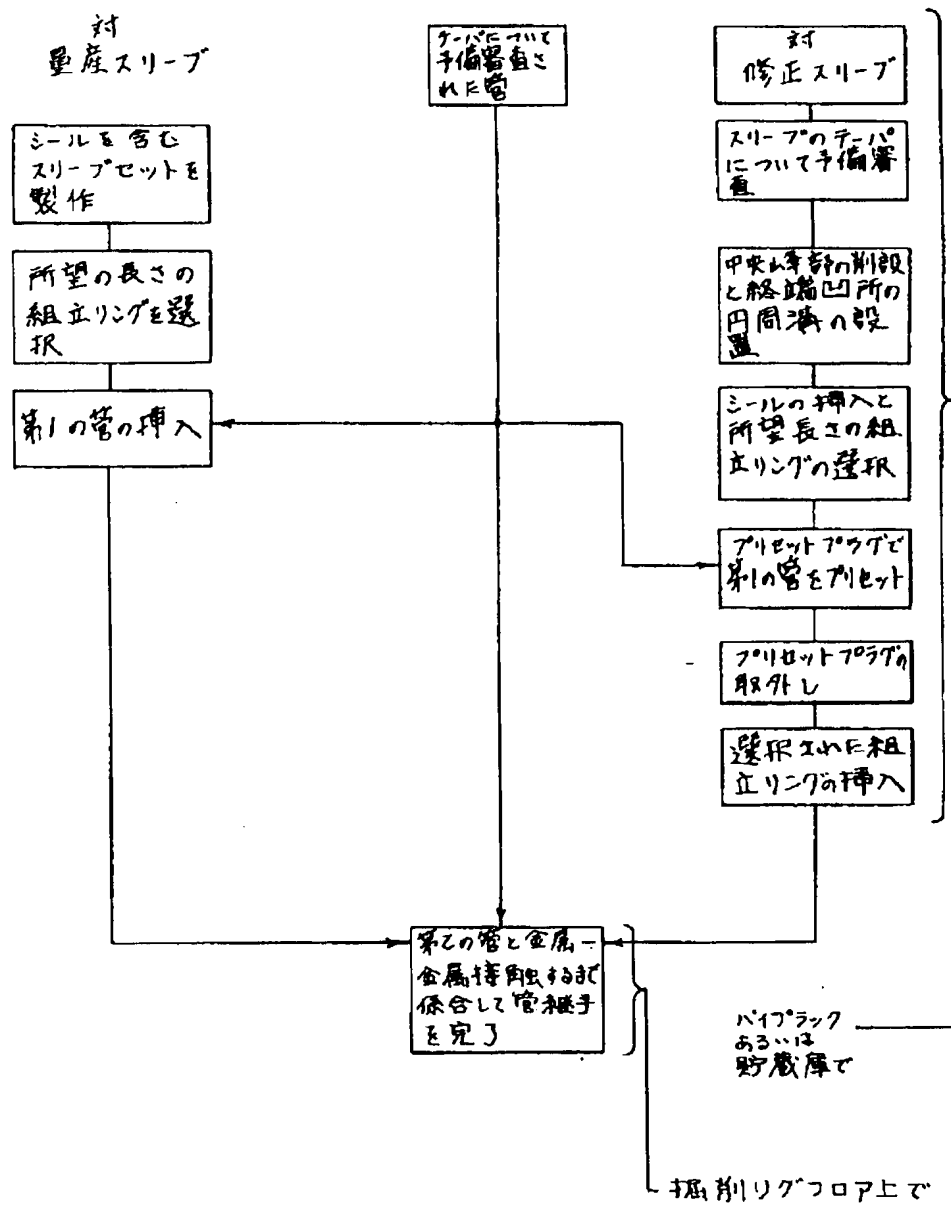 対
量産スリーブ
シールを含む
スリーブセットを
製作
所望の長さの
組立リングを選
択
第1の管の挿入
テーパについて
予備審査さ
れた管
対
修正スリーブ
スリーブのテーパ
について予備審
査
中央山峯部の削設
と終端凹所の
円周溝の設
置
シールの挿入と
所望長さの組
立リングの選択
プリセットプラグで
第1の管をプリセット
プリセットプラグの
取外し
選択された組
立リングの挿入
第2の管と金属-
金属接触するまで
係合して管継手
を完了
パイプラック
あるいは
貯蔵庫で
掘削リグフロア上で